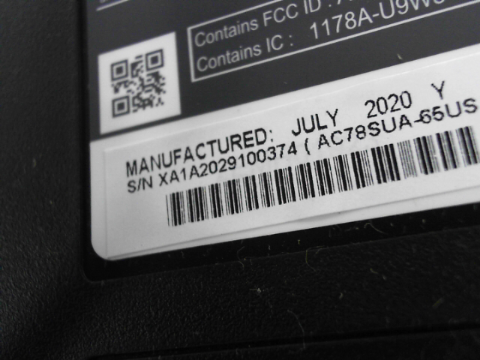 Contains FCC ID :
Contains IC : 1178A-U9W
MANUFACTURED: JULY 2020 Y
S/N XA1A2029100374 ( AC78SUA-65US